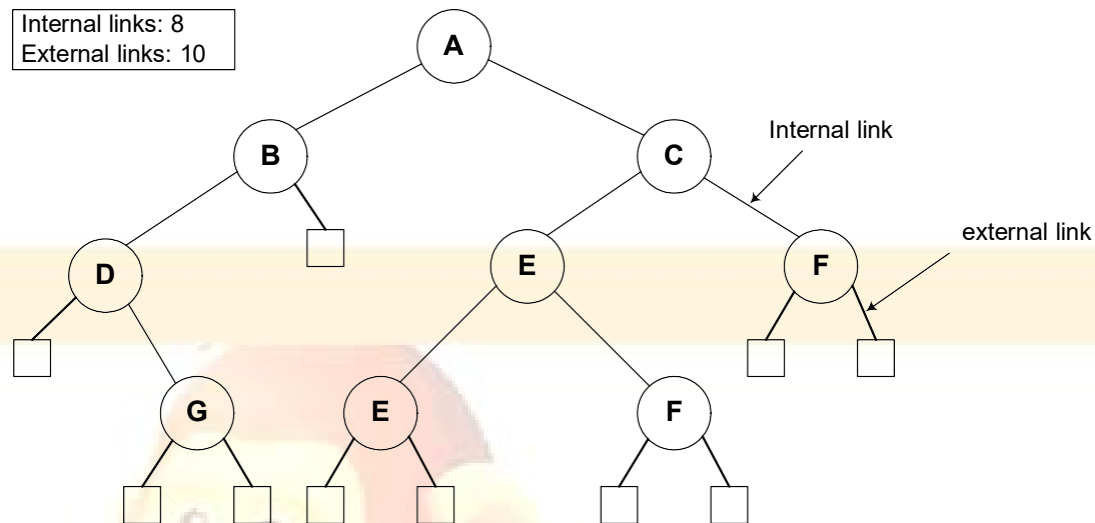 Internal links: 8
External links: 10
A
B
C
Internal link
external link
D
E
F
G
E
F